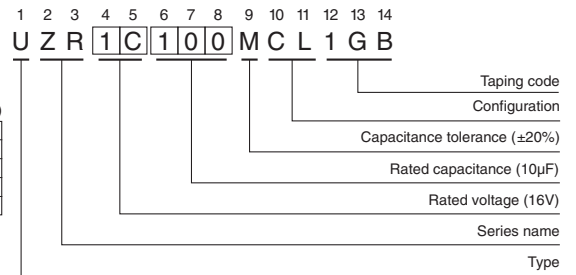 1 2 3 4 5 6 7 8 9 10 11 12 13 14
U Z R 1 C 1 0 0 M C L 1 G B
Taping code
Configuration
Capacitance tolerance (±20%)
Rated capacitance (10µF)
Rated voltage (16V)
Series name
Type